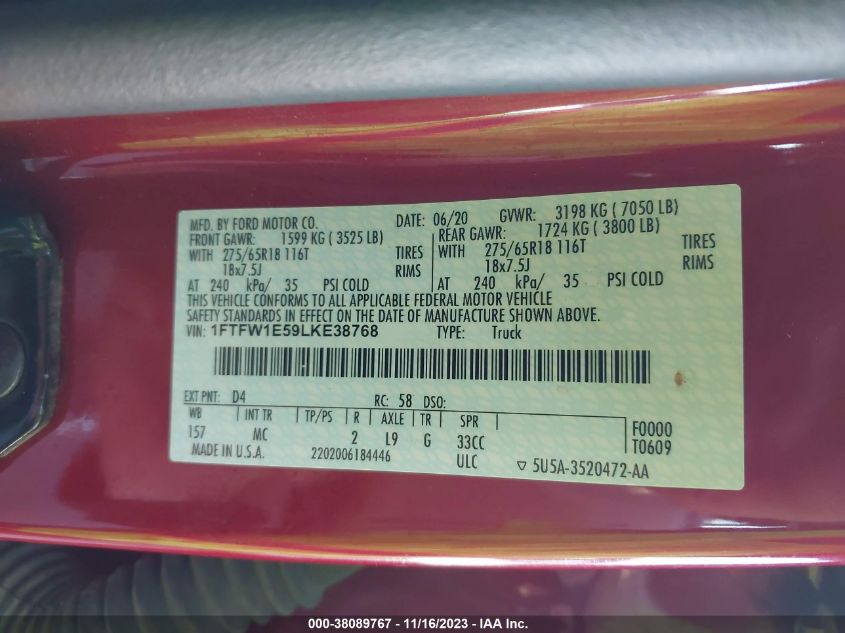 MFD. BY FORD MOTOR CO. DATE: 06/20 GVWR: 3198 KG ( 7050 LB)
FRONT GAWR: 1599 KG ( 3525 LB) REAR GAWR: 1724 KG ( 3800 LB)
WITH 275/65R18 116T TIRES WITH 275/65R18 116T TIRES
18x7.5J RIMS 18x7.5J RIMS
AT 240 kPa/ 35 PSI COLD AT 240 kPa/ 35 PSI COLD
THIS VEHICLE CONFORMS TO ALL APPLICABLE FEDERAL MOTOR VEHICLE
SAFETY STANDARDS IN EFFECT ON THE DATE OF MANUFACTURE SHOWN ABOVE.
VIN: 1FTFW1E59LKE38768 TYPE: Truck
EXT PNT: D4 RC: 58 DSO:
WB INT TR TP/PS R AXLE TR SPR F0000
157 MC 2 L9 G 33CC T0609
MADE IN U.S.A. 2202006184446 ULC ▽ 5U5A-3520472-AA
000-38089767 - 11/16/2023 - IAA Inc.